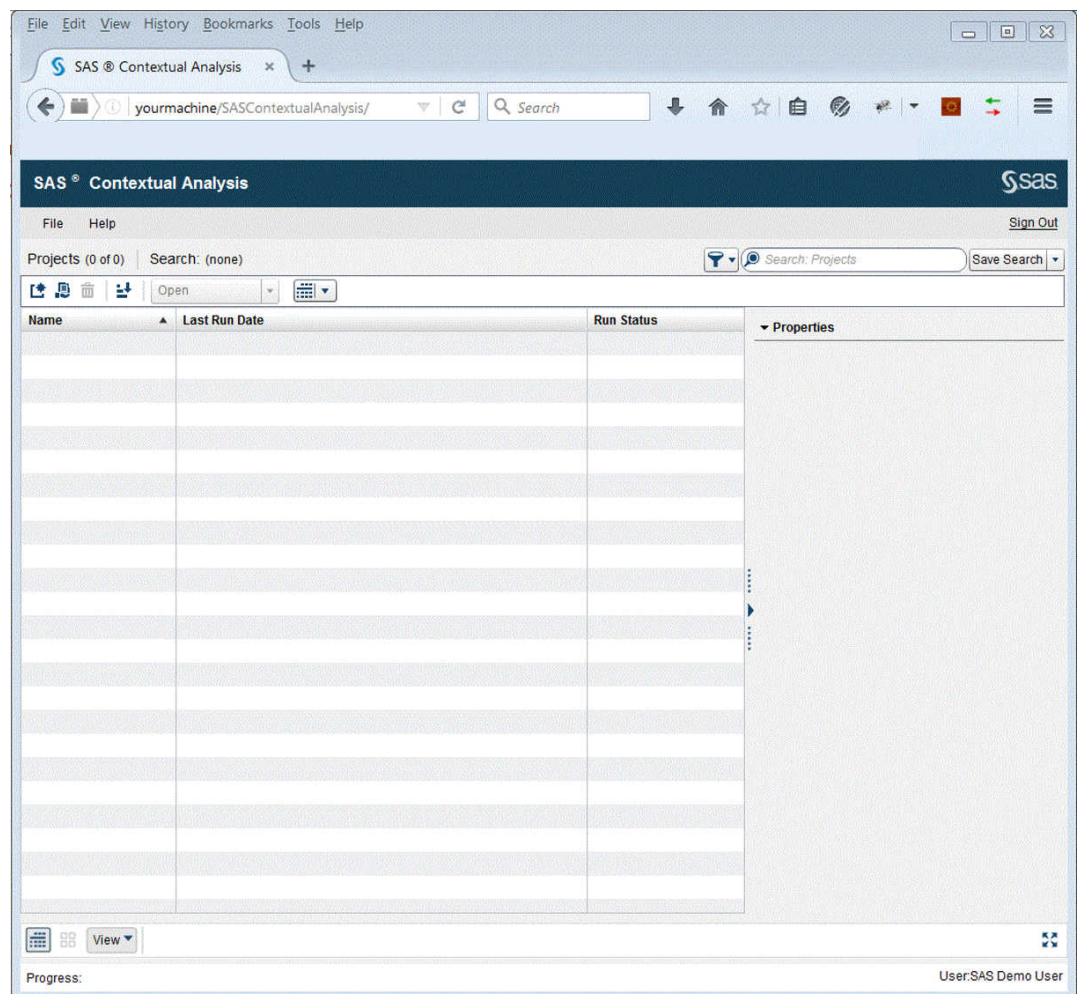 File Edit View History Bookmarks Tools Help
SAS ® Contextual Analysis × +
yourmachine/SASContextualAnalysis/ Search
SAS ® Contextual Analysis sas
File Help Sign Out
Projects (0 of 0) Search: (none) Search: Projects Save Search
Open
Name Last Run Date Run Status
Properties
View
Progress: User:SAS Demo User